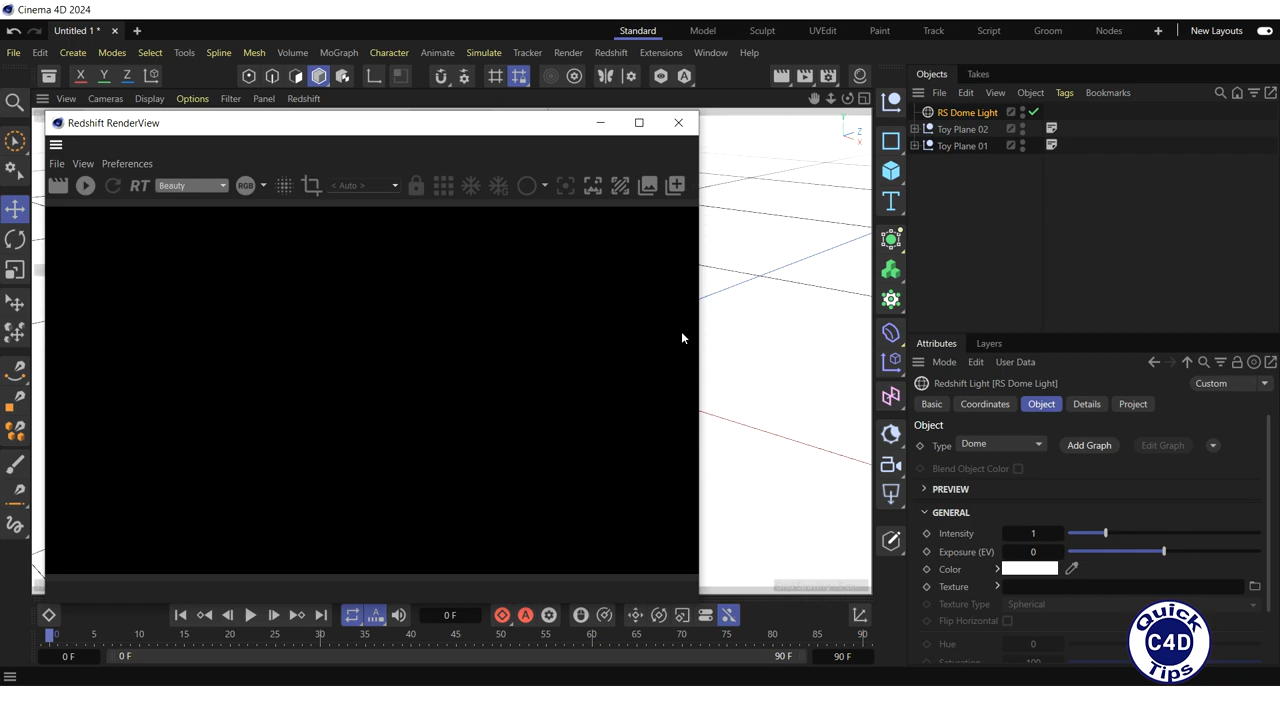 Cinema 4D 2024
Untitled 1 *
Standard Model Sculpt UVEdit Paint Track Script Groom Nodes New Layouts
File Edit Create Modes Select Tools Spline Mesh Volume MoGraph Character Animate Simulate Tracker Render Redshift Extensions Window Help
X Y Z
View Cameras Display Options Filter Panel Redshift
Redshift RenderView
File View Preferences
RT Beauty RGB < Auto >
Y
Z
X
Objects Takes
File Edit View Object Tags Bookmarks
RS Dome Light
Toy Plane 02
Toy Plane 01
Attributes Layers
Mode Edit User Data
Redshift Light [RS Dome Light] Custom
Basic Coordinates Object Details Project
Object
Type Dome Add Graph Edit Graph
Blend Object Color
PREVIEW
GENERAL
Intensity 1
Exposure (EV) 0
Color
Texture
Texture Type Spherical
Flip Horizontal
Hue 0
Saturation 100
0 F
0 5 10 15 20 25 30 35 40 45 50 55 60 65 70 75 80 85 90
0 F 0 F 90 F 90 F
Quick
C4D
Tips